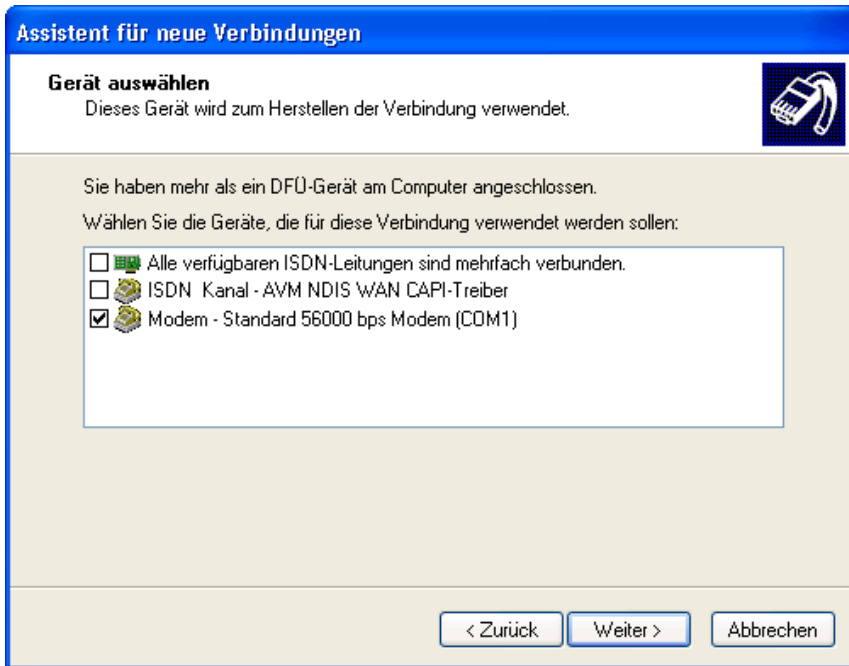 Assistent für neue Verbindungen
Gerät auswählen
Dieses Gerät wird zum Herstellen der Verbindung verwendet.
Sie haben mehr als ein DFÜ-Gerät am Computer angeschlossen.
Wählen Sie die Geräte, die für diese Verbindung verwendet werden sollen:
Alle verfügbaren ISDN-Leitungen sind mehrfach verbunden.
ISDN Kanal - AVM NDIS WAN CAPI-Treiber
Modem - Standard 56000 bps Modem (COM1)
< Zurück Weiter > Abbrechen